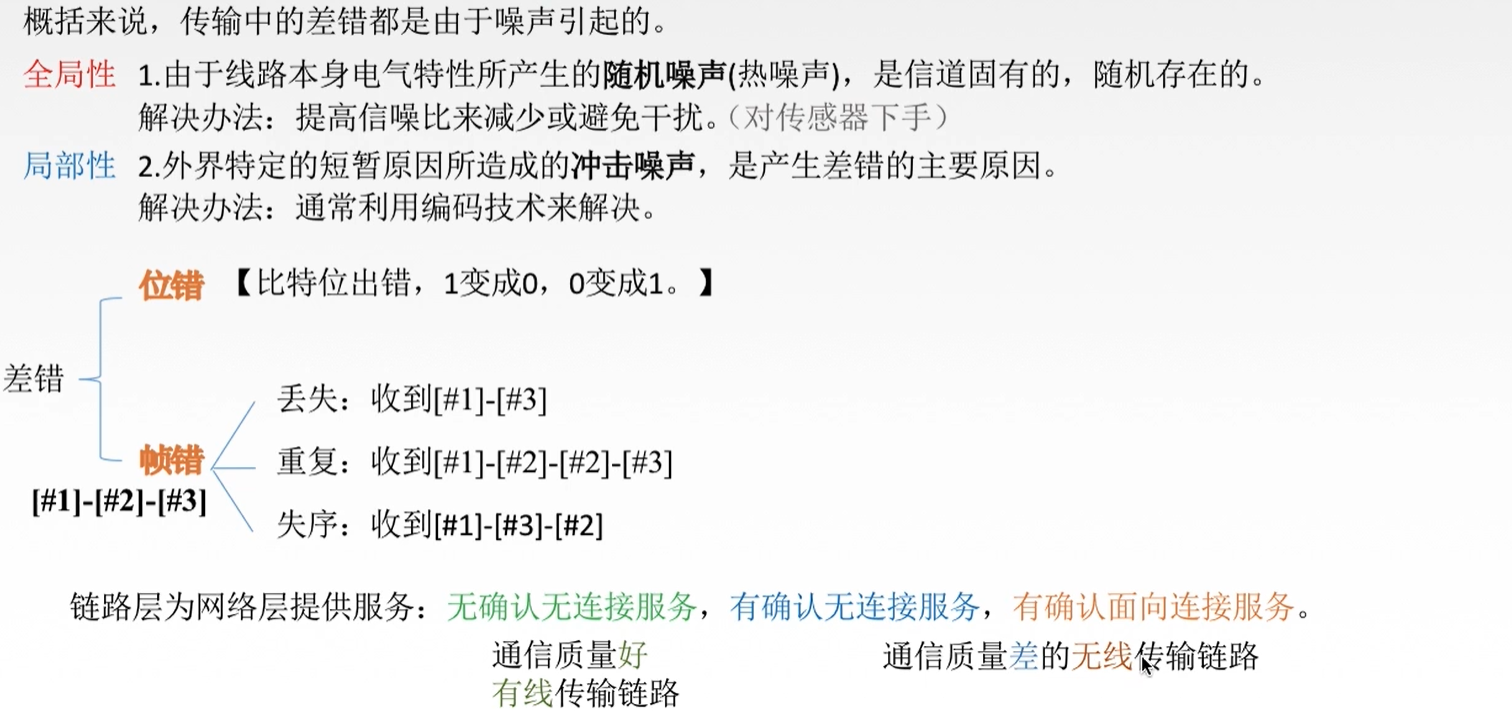 概括来说，传输中的差错都是由于噪声引起的。
全局性 1.由于线路本身电气特性所产生的随机噪声(热噪声)，是信道固有的，随机存在的。
解决办法：提高信噪比来减少或避免干扰。（对传感器下手）
局部性 2.外界特定的短暂原因所造成的冲击噪声，是产生差错的主要原因。
解决办法：通常利用编码技术来解决。
位错 【比特位出错，1变成0，0变成1。】
差错
丢失：收到[#1]-[#3]
帧错
重复：收到[#1]-[#2]-[#2]-[#3]
[#1]-[#2]-[#3]
失序：收到[#1]-[#3]-[#2]
链路层为网络层提供服务：无确认无连接服务，有确认无连接服务，有确认面向连接服务。
通信质量好 通信质量差的无线传输链路
有线传输链路